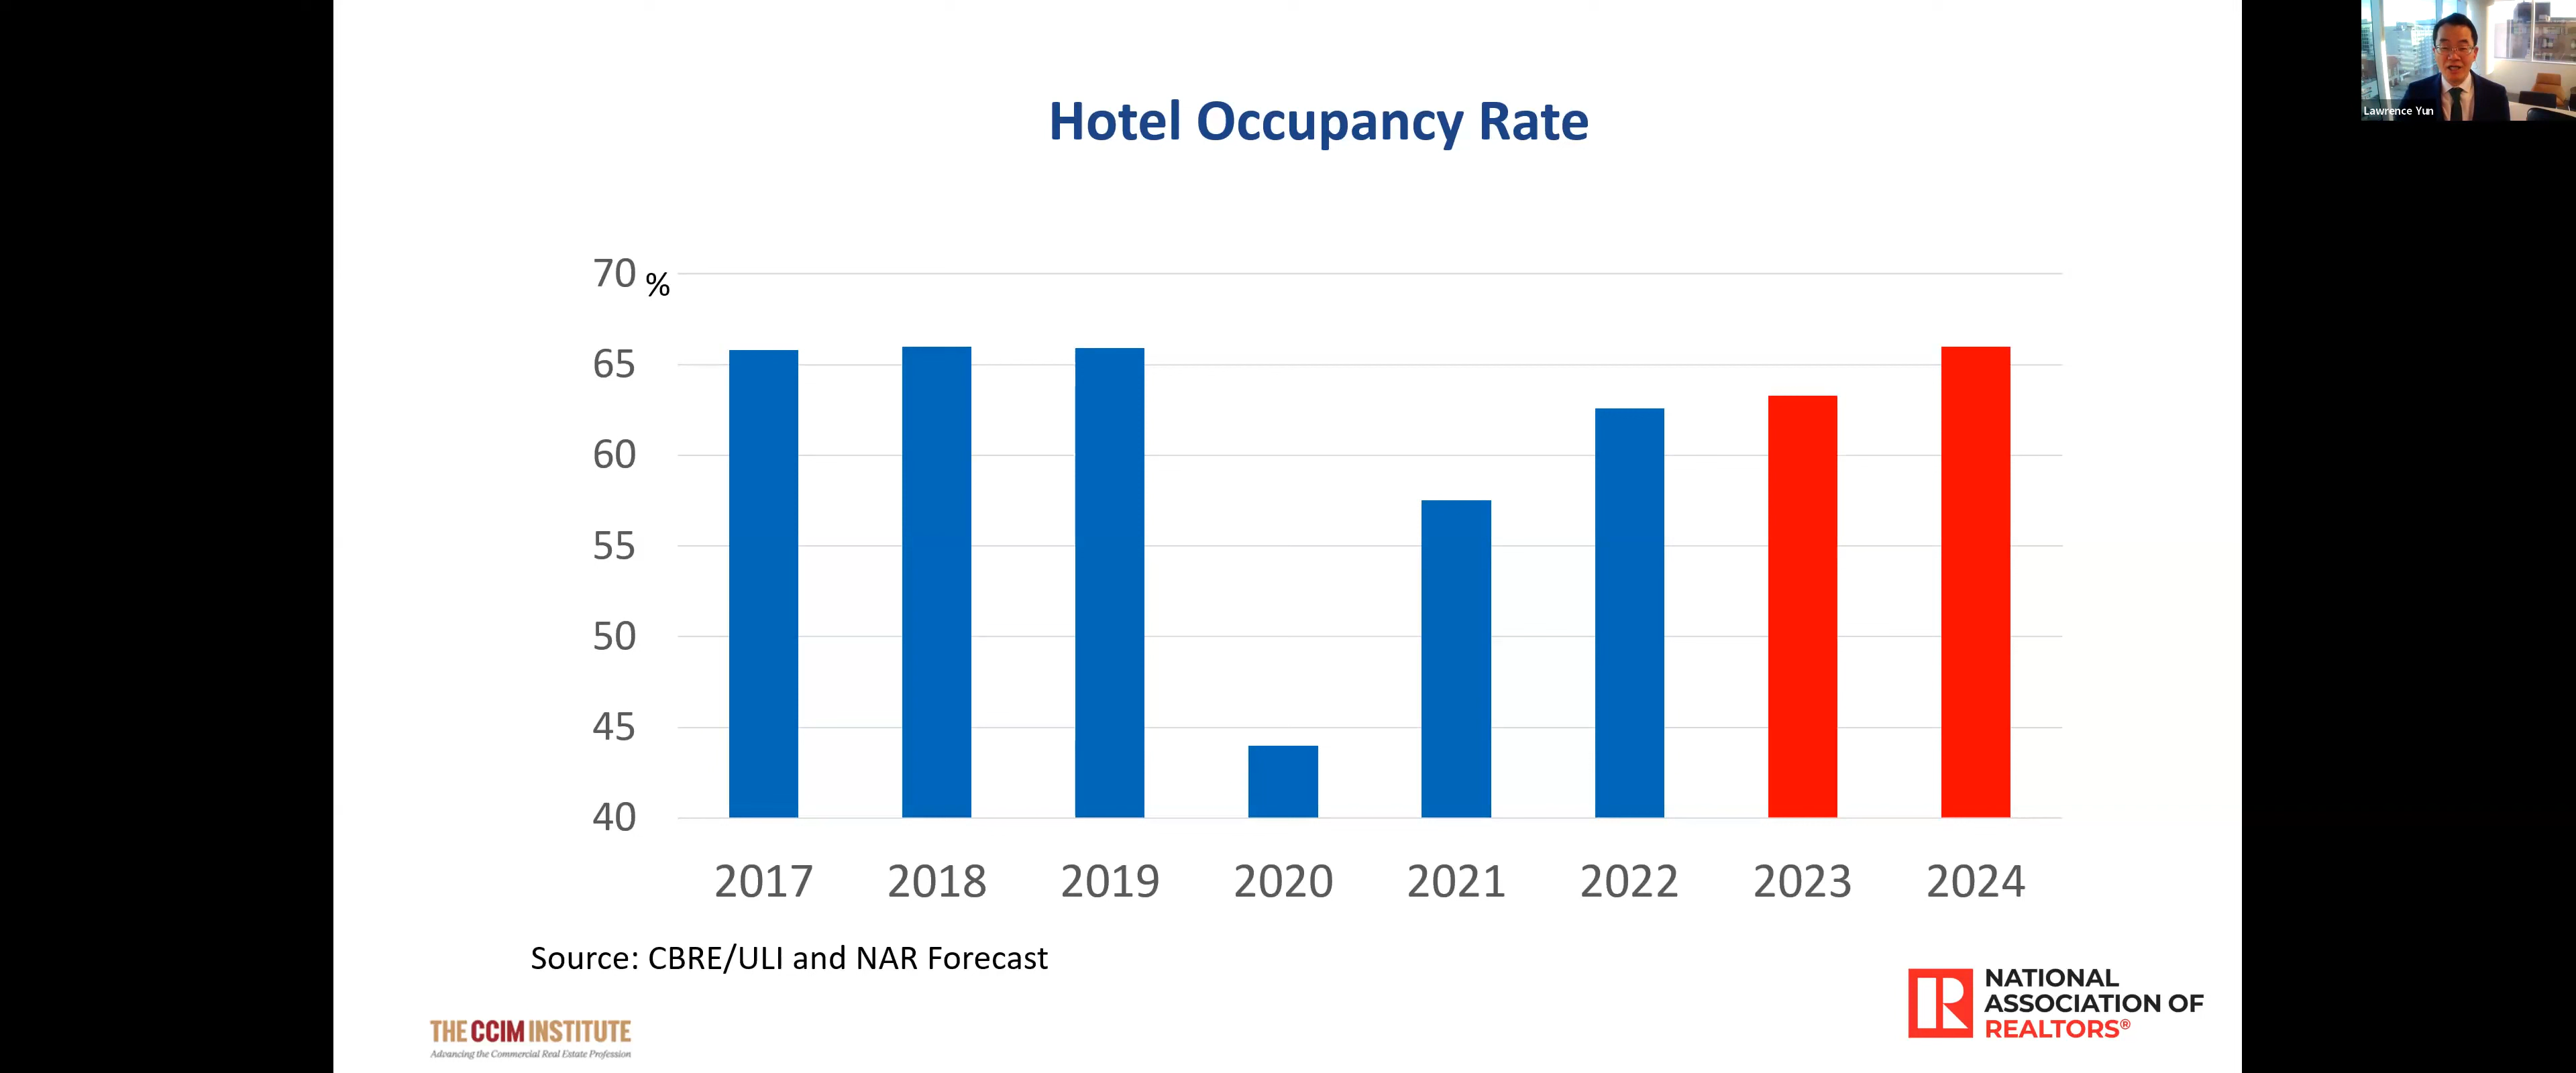 Hotel Occupancy Rate
Lawrence Yun
70 %
65
60
55
50
45
40
2017 2018 2019 2020 2021 2022 2023 2024
Source: CBRE/ULI and NAR Forecast
THE CCIM INSTITUTE
Advancing the Commercial Real Estate Profession
NATIONAL
ASSOCIATION OF
REALTORS®